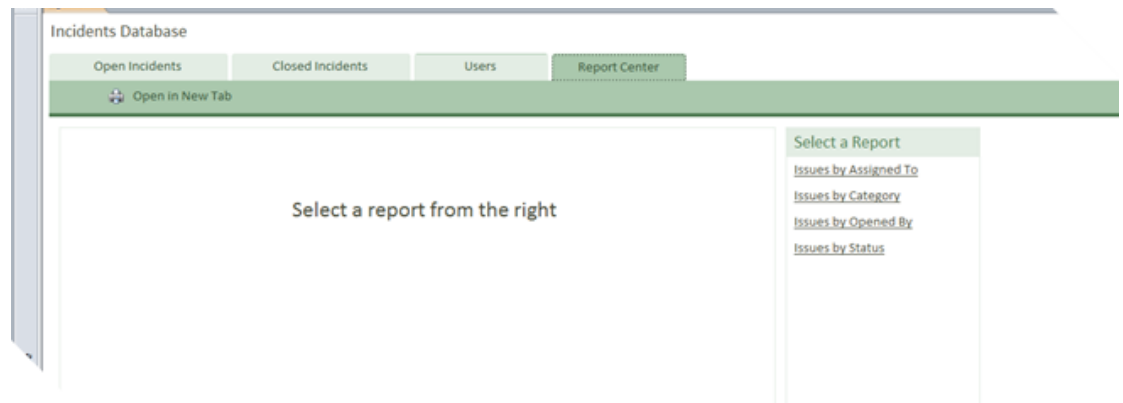 Incidents Database
Open Incidents Closed Incidents Users Report Center
Open in New Tab
Select a report from the right
Select a Report
Issues by Assigned To
Issues by Category
Issues by Opened By
Issues by Status